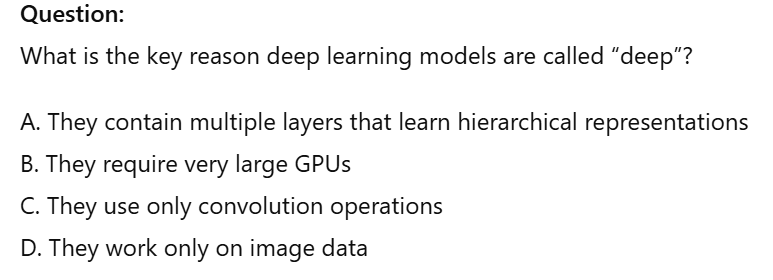 Question:
What is the key reason deep learning models are called “deep”?
A. They contain multiple layers that learn hierarchical representations
B. They require very large GPUs
C. They use only convolution operations
D. They work only on image data